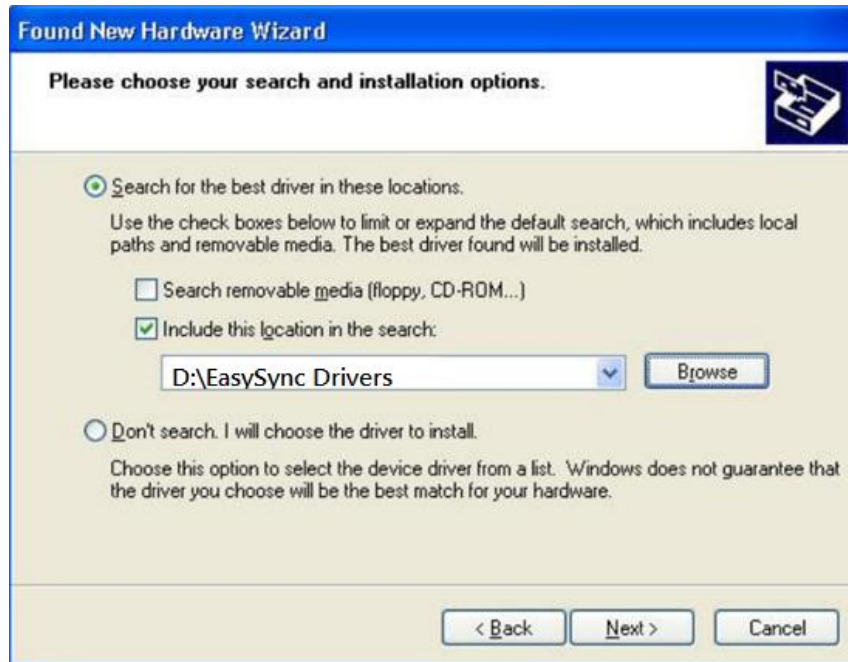 Found New Hardware Wizard
Please choose your search and installation options.
Search for the best driver in these locations.
Use the check boxes below to limit or expand the default search, which includes local
paths and removable media. The best driver found will be installed.
Search removable media (floppy, CD-ROM...)
Include this location in the search:
D:\EasySync Drivers
Browse
Don't search. I will choose the driver to install.
Choose this option to select the device driver from a list. Windows does not guarantee that
the driver you choose will be the best match for your hardware.
< Back
Next >
Cancel